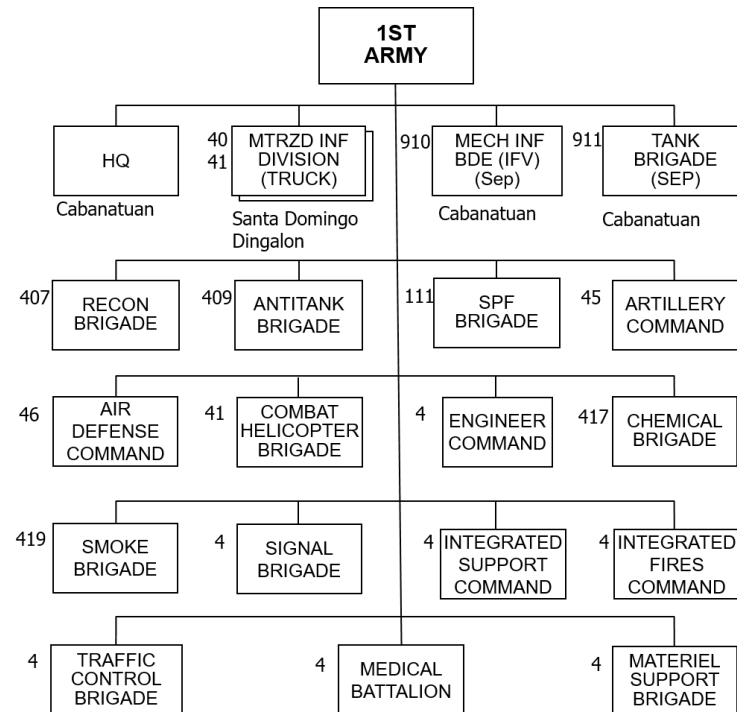 1ST
ARMY
HQ
Cabanatuan
40
41
MTRZD INF
DIVISION
(TRUCK)
Santa Domingo
Dingalon
910
MECH INF
BDE (IFV)
(Sep)
Cabanatuan
911
TANK
BRIGADE
(SEP)
Cabanatuan
407
RECON
BRIGADE
409
ANTITANK
BRIGADE
111
SPF
BRIGADE
45
ARTILLERY
COMMAND
46
AIR
DEFENSE
COMMAND
41
COMBAT
HELICOPTER
BRIGADE
4
ENGINEER
COMMAND
417
CHEMICAL
BRIGADE
419
SMOKE
BRIGADE
4
SIGNAL
BRIGADE
4
INTEGRATED
SUPPORT
COMMAND
4
INTEGRATED
FIRES
COMMAND
4
TRAFFIC
CONTROL
BRIGADE
4
MEDICAL
BATTALION
4
MATERIEL
SUPPORT
BRIGADE